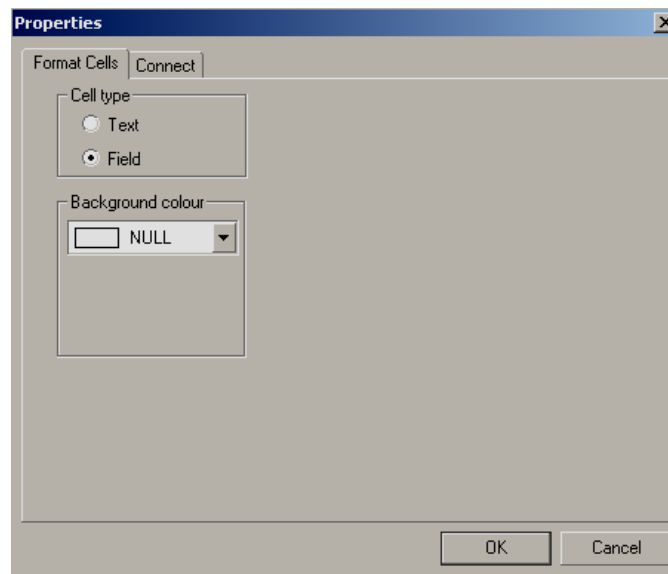 Properties
Format Cells
Connect
Cell type
Text
Field
Background colour
NULL
OK
Cancel